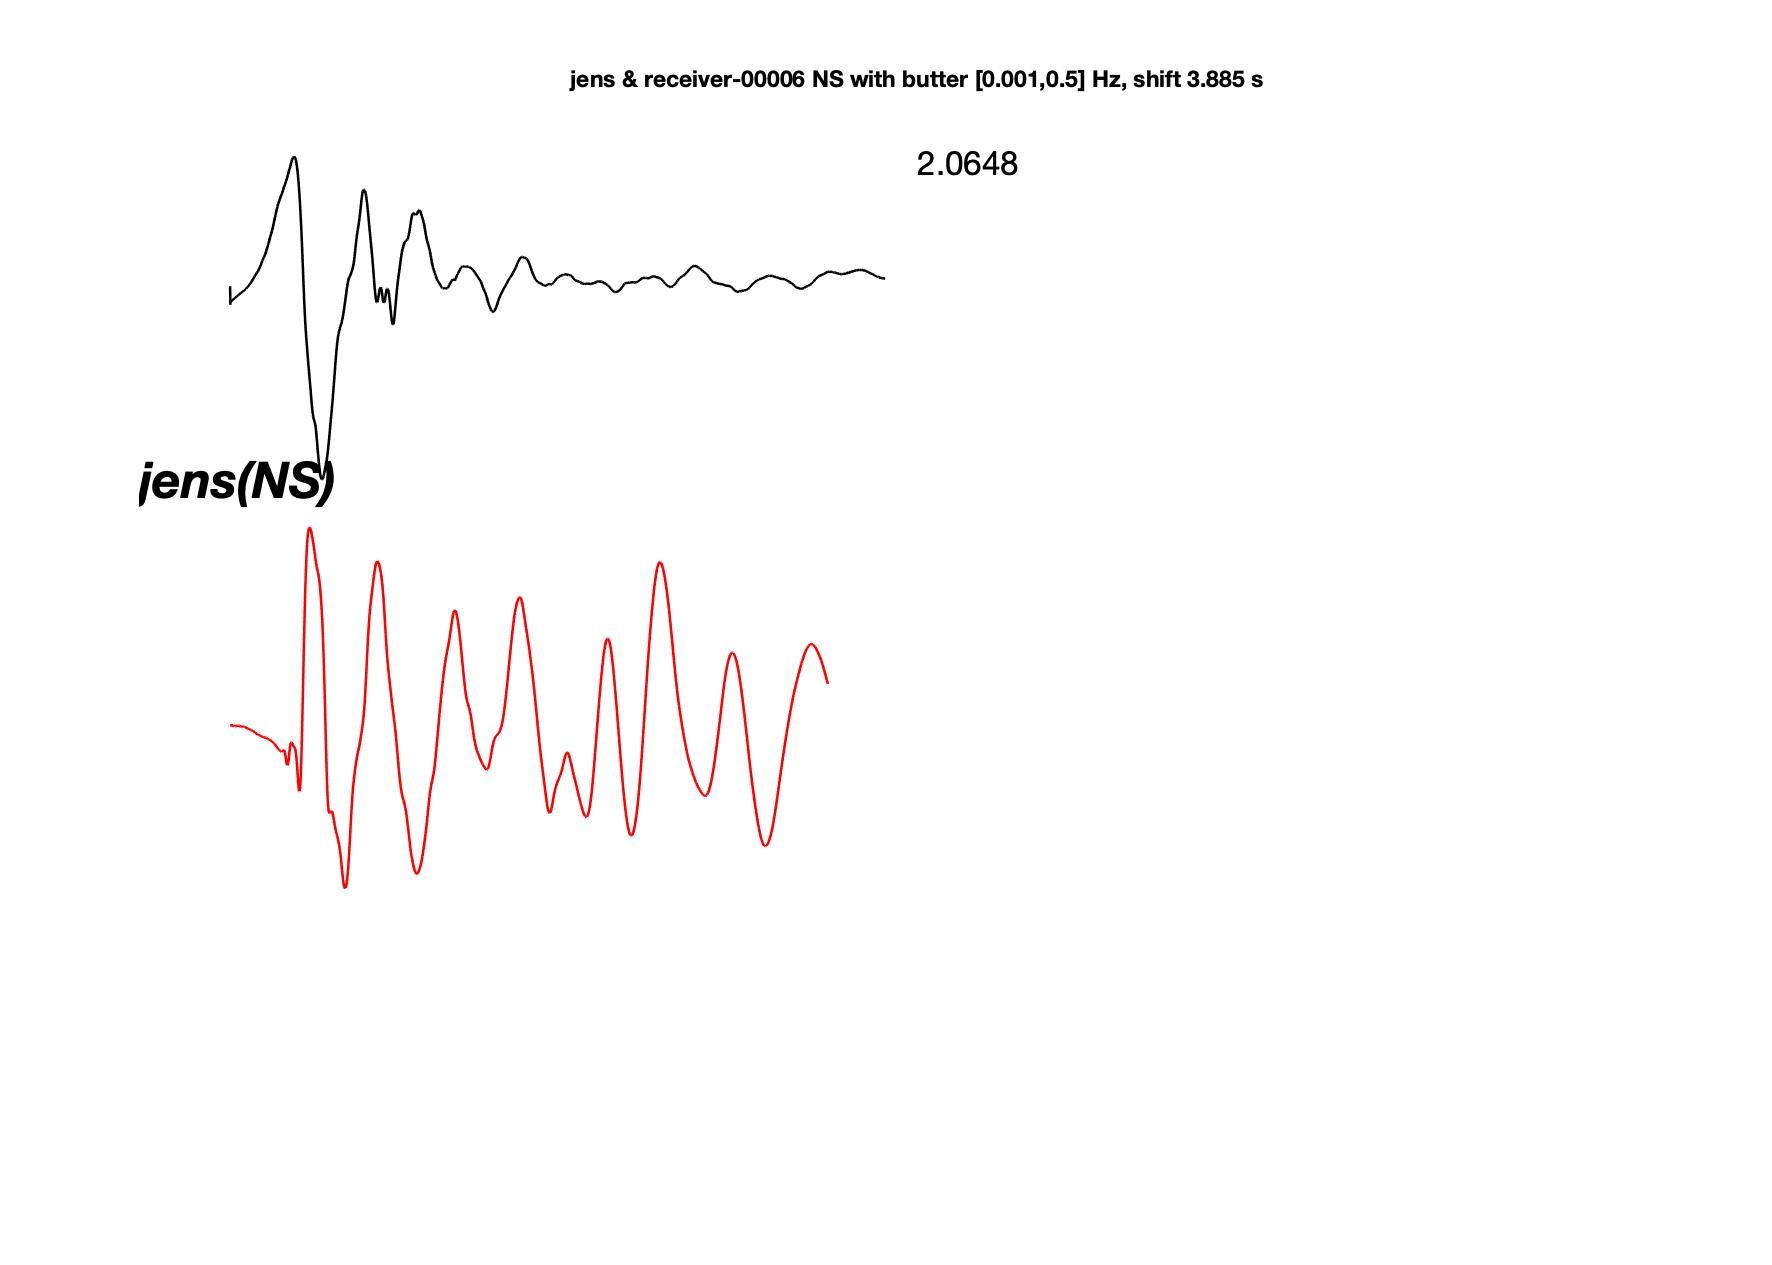 jens & receiver-00006 NS with butter [0.001,0.5] Hz, shift 3.885 s
2.0648
jens(NS)